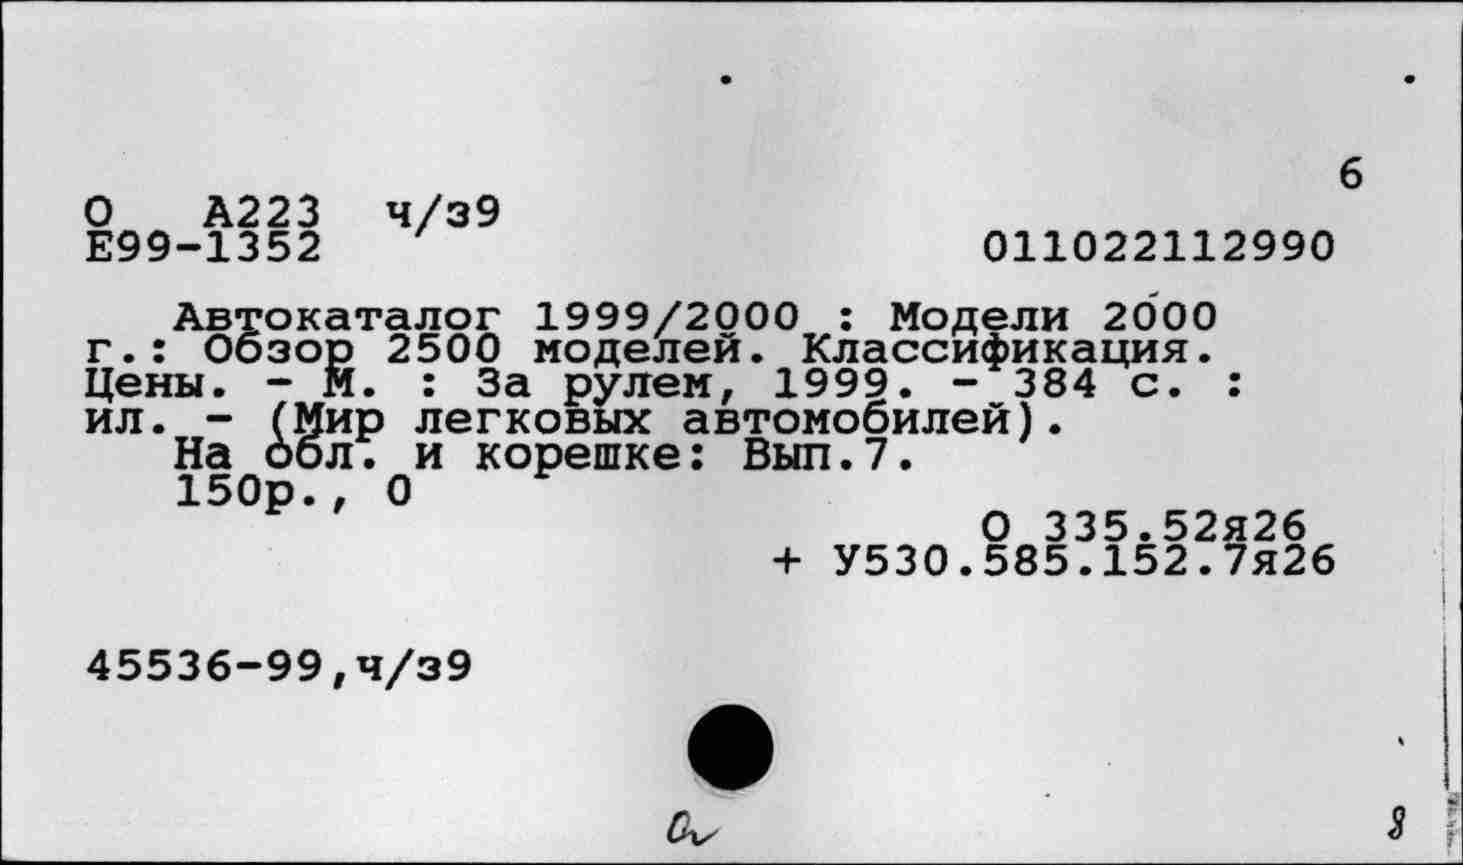 6
О А223 ч/з9
Е99-1352 011022112990
Автокаталог 1999/2000 : Модели 2000
г.: Обзор 2500 моделей. Классификация.
Цены. - М. : За рулем, 1999. - 384 с. :
ил. - (Мир легковых автомобилей).
На обл. и корешке: Вып.7.
150р., 0
О 335.52я26
+ У530.585.152.7я26
45536-99,ч/з9
8